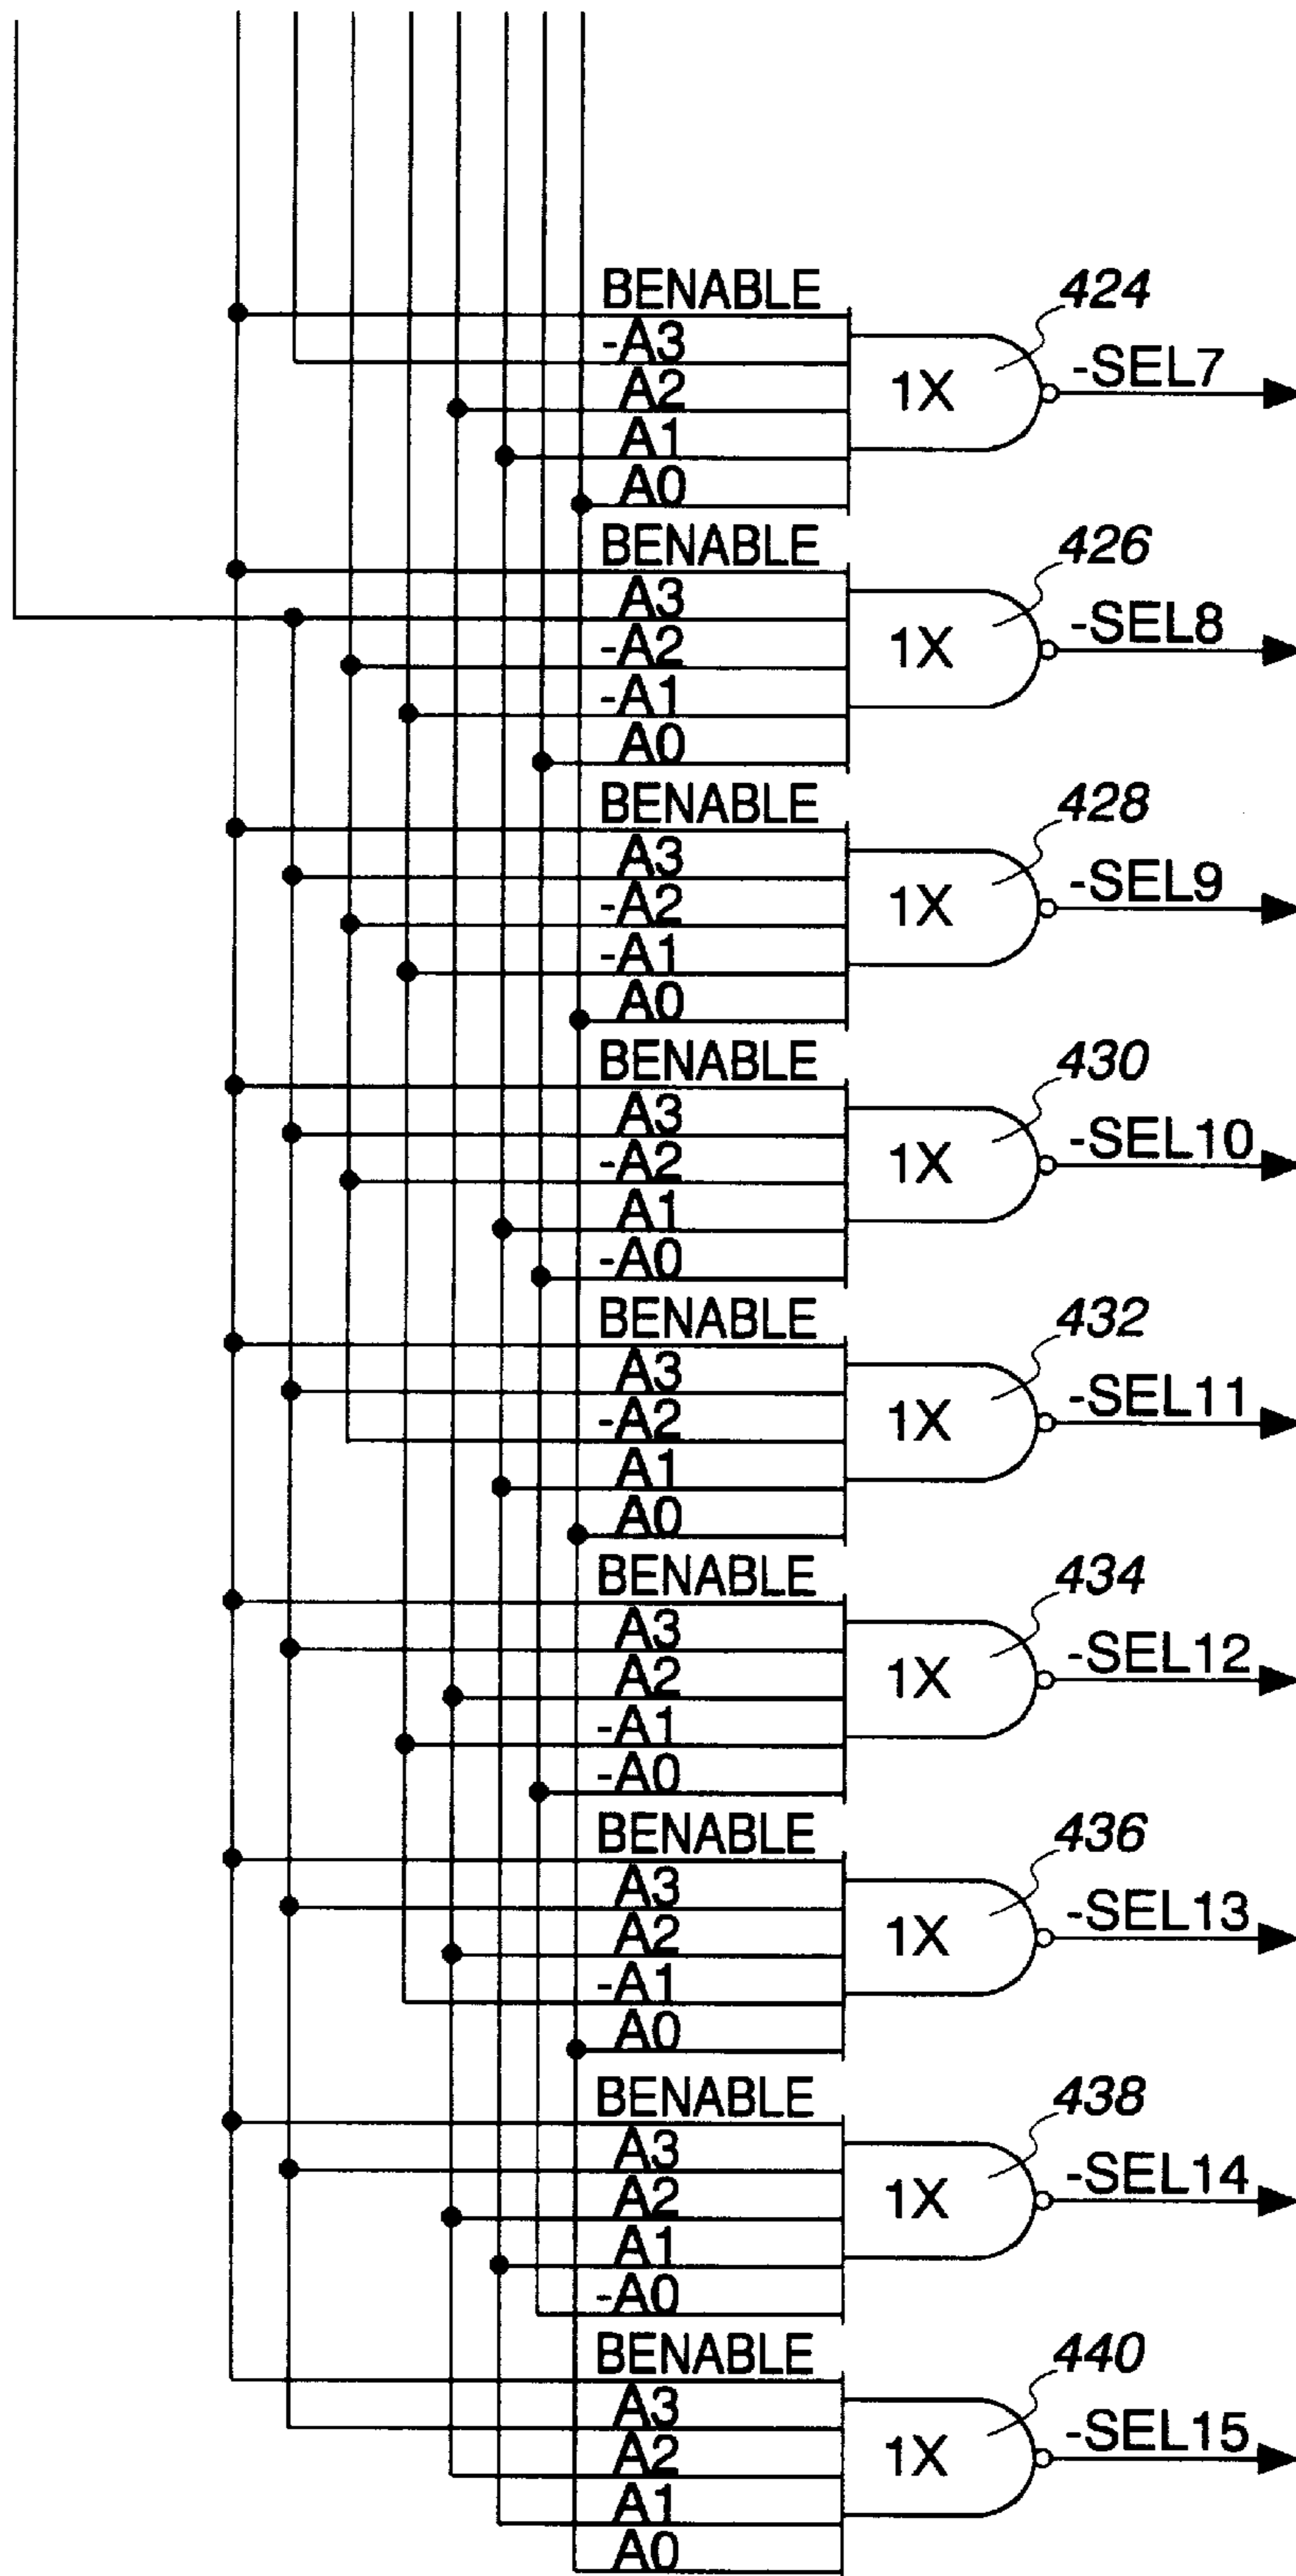 BENABLE
-A3
A2
A1
A0
1X
424
-SEL7
BENABLE
A3
-A2
-A1
A0
1X
426
-SEL8
BENABLE
A3
-A2
-A1
A0
1X
428
-SEL9
BENABLE
A3
-A2
A1
-A0
1X
430
-SEL10
BENABLE
A3
-A2
A1
A0
1X
432
-SEL11
BENABLE
A3
A2
-A1
-A0
1X
434
-SEL12
BENABLE
A3
A2
-A1
A0
1X
436
-SEL13
BENABLE
A3
A2
A1
-A0
1X
438
-SEL14
BENABLE
A3
A2
A1
A0
1X
440
-SEL15